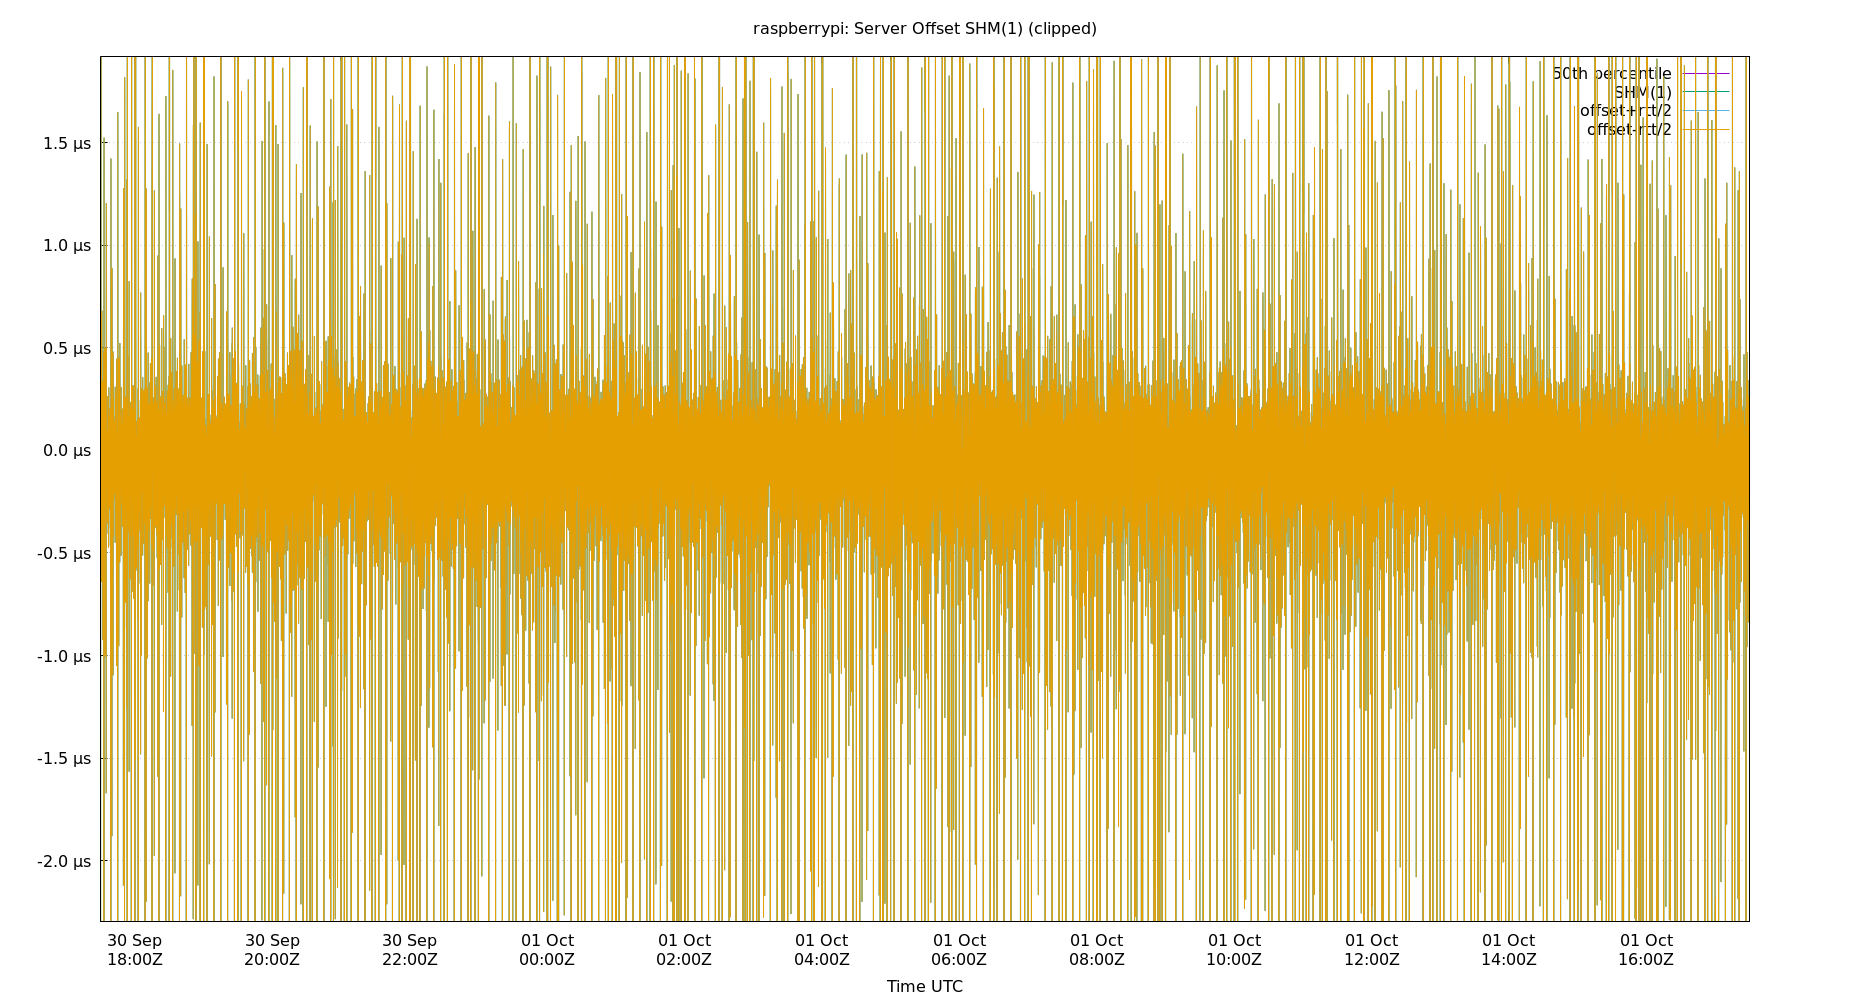 raspberrypi: Server Offset SHM(1) (clipped)
50th percentile
SHM(1)
offset+rtt/2
offset-rtt/2
1.5 µs
1.0 µs
0.5 µs
0.0 µs
-0.5 µs
-1.0 µs
-1.5 µs
-2.0 µs
30 Sep 30 Sep 30 Sep 01 Oct 01 Oct 01 Oct 01 Oct 01 Oct 01 Oct 01 Oct 01 Oct 01 Oct
18:00Z 20:00Z 22:00Z 00:00Z 02:00Z 04:00Z 06:00Z 08:00Z 10:00Z 12:00Z 14:00Z 16:00Z
Time UTC